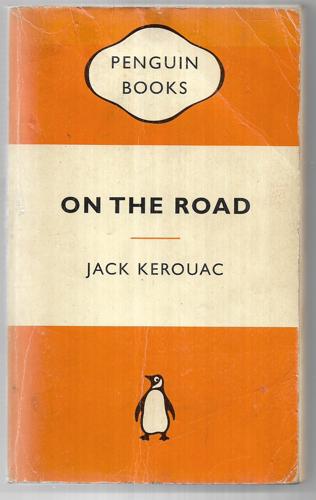 PENGUIN
BOOKS
ON THE ROAD
JACK KEROUAC